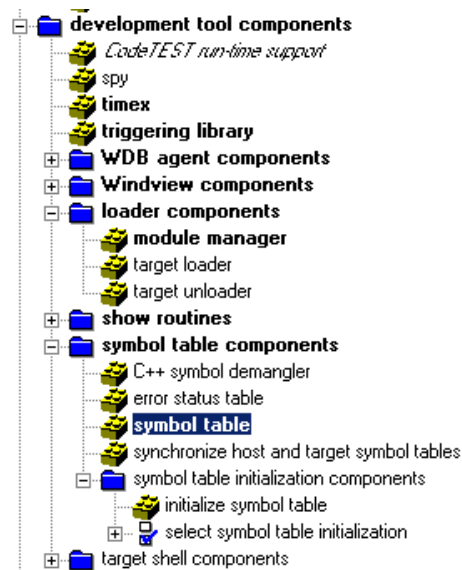 development tool components
CodeTEST run-time support
spy
timex
triggering library
WDB agent components
Windview components
loader components
module manager
target loader
target unloader
show routines
symbol table components
C++ symbol demangler
error status table
symbol table
synchronize host and target symbol tables
symbol table initialization components
initialize symbol table
select symbol table initialization
target shell components